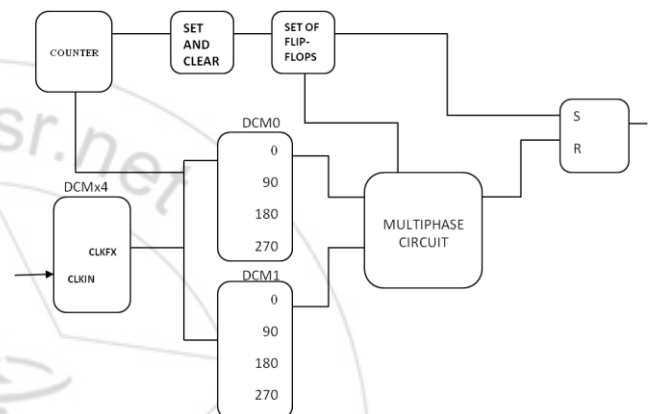 COUNTER
SET
AND
CLEAR
SET OF
FLIP-
FLOPS
S
R
DCM0
0
90
180
270
DCMx4
CLKFX
CLKIN
MULTIPHASE
CIRCUIT
DCM1
0
90
180
270
sr.net